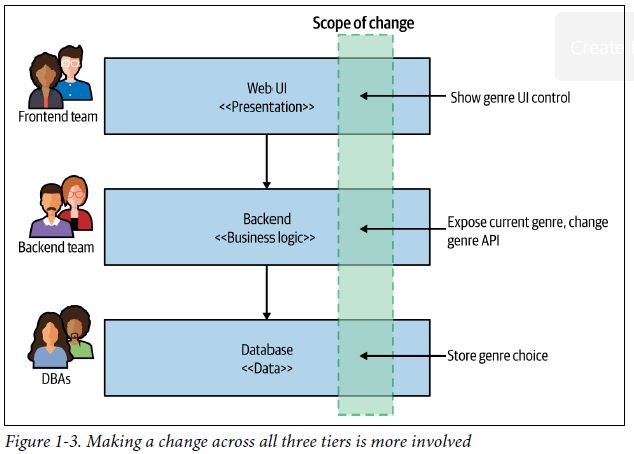 Scope of change
Create
Web UI
<<Presentation>>
Show genre UI control
Frontend team
Backend
<<Business logic>>
Expose current genre, change
genre API
Backend team
Database
<<Data>>
Store genre choice
DBAs
Figure 1-3. Making a change across all three tiers is more involved